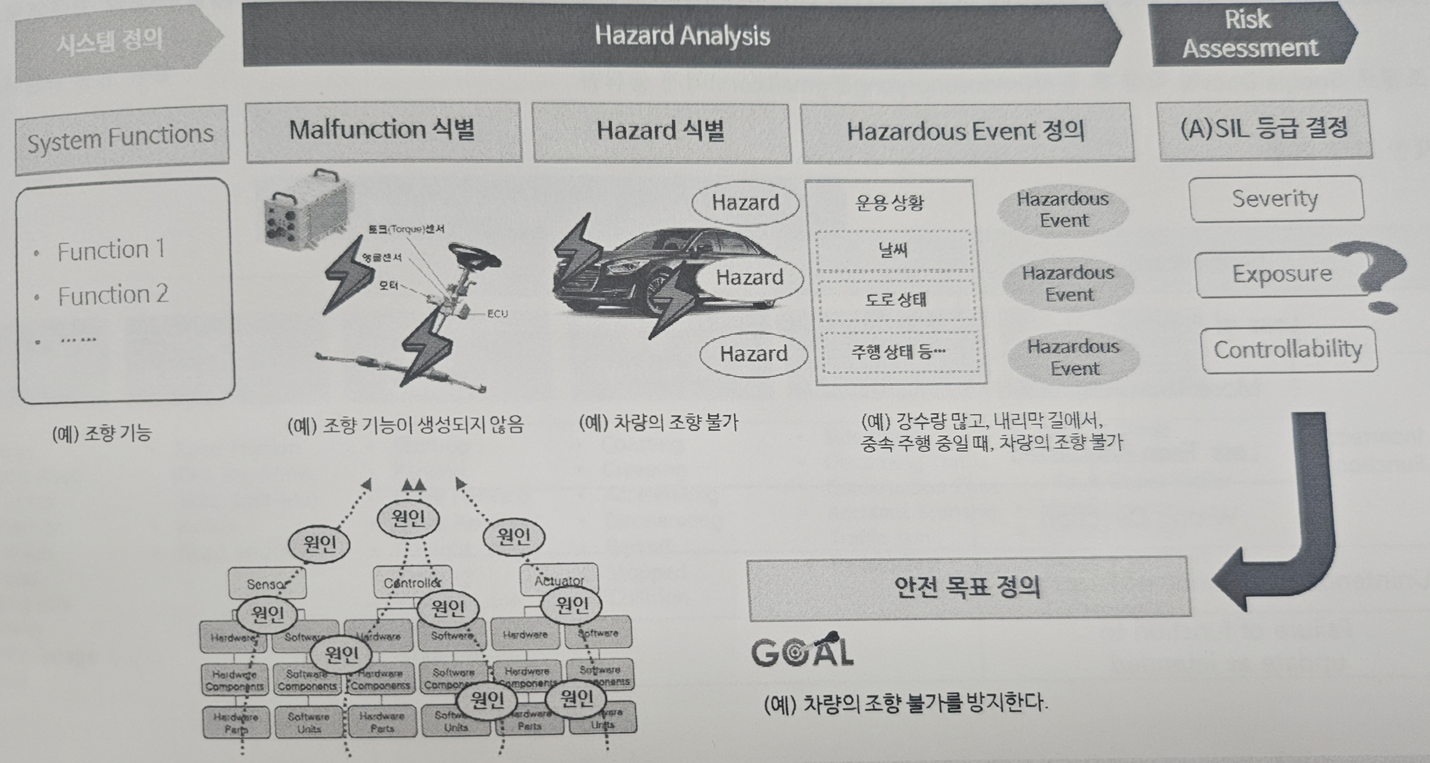 시스템 정의
Hazard Analysis
Risk
Assessment
System Functions
Malfunction 식별
Hazard 식별
Hazardous Event 정의
(A)SIL 등급 결정
• Function 1
• Function 2
• ……
(예) 조향 기능
토크(Torque)센서
앵글센서
모터
ECU
(예) 조향 기능이 생성되지 않음
Hazard
Hazard
Hazard
(예) 차량의 조향 불가
운용 상황
날씨
도로 상태
주행 상태 등…
Hazardous
Event
Hazardous
Event
Hazardous
Event
(예) 강수량 많고, 내리막 길에서,
중속 주행 중일 때, 차량의 조향 불가
Severity
Exposure
?
Controllability
원인
원인
원인
Sensor
Controller
Actuator
원인
원인
원인
Hardware
Software
Hardware
Software
Hardware
Software
원인
Hardware
Components
Software
Components
Hardware
Components
Software
Components
Hardware
Components
Software
Components
원인
원인
Hardware
Parts
Software
Units
Hardware
Parts
Software
Units
Hardware
Parts
Software
Units
안전 목표 정의
GOAL
(예) 차량의 조향 불가를 방지한다.